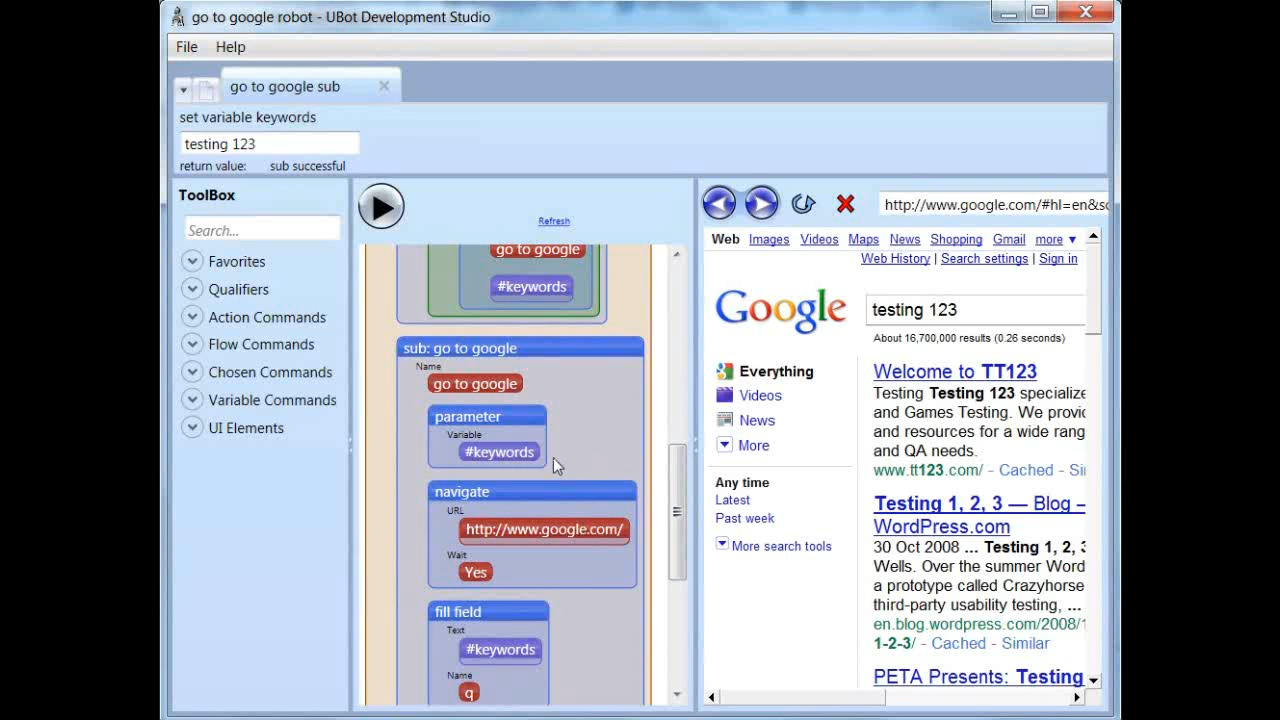 go to google robot - UBot Development Studio
File Help
go to google sub
set variable keywords
testing 123
return value: sub successful
ToolBox
Search...
Favorites
Qualifiers
Action Commands
Flow Commands
Chosen Commands
Variable Commands
UI Elements
Refresh
go to google
#keywords
sub: go to google
Name
go to google
parameter
Variable
#keywords
navigate
URL
http://www.google.com/
Wait
Yes
fill field
Text
#keywords
Name
q
http://www.google.com/#hl=en&sc
Web Images Videos Maps News Shopping Gmail more
Web History | Search settings | Sign in
Google
testing 123
About 16,700,000 results (0.26 seconds)
Everything
Videos
News
More
Any time
Latest
Past week
More search tools
Welcome to TT123
Testing Testing 123 specialize
and Games Testing. We provid
and resources for a wide rang
and QA needs.
www.tt123.com/ - Cached - Si
Testing 1, 2, 3 — Blog —
WordPress.com
30 Oct 2008 ... Testing 1, 2, 3
Wells. Over the summer Word
a prototype called Crazyhorse
third-party usability testing, ...
en.blog.wordpress.com/2008/1
1-2-3/ - Cached - Similar
PETA Presents: Testing